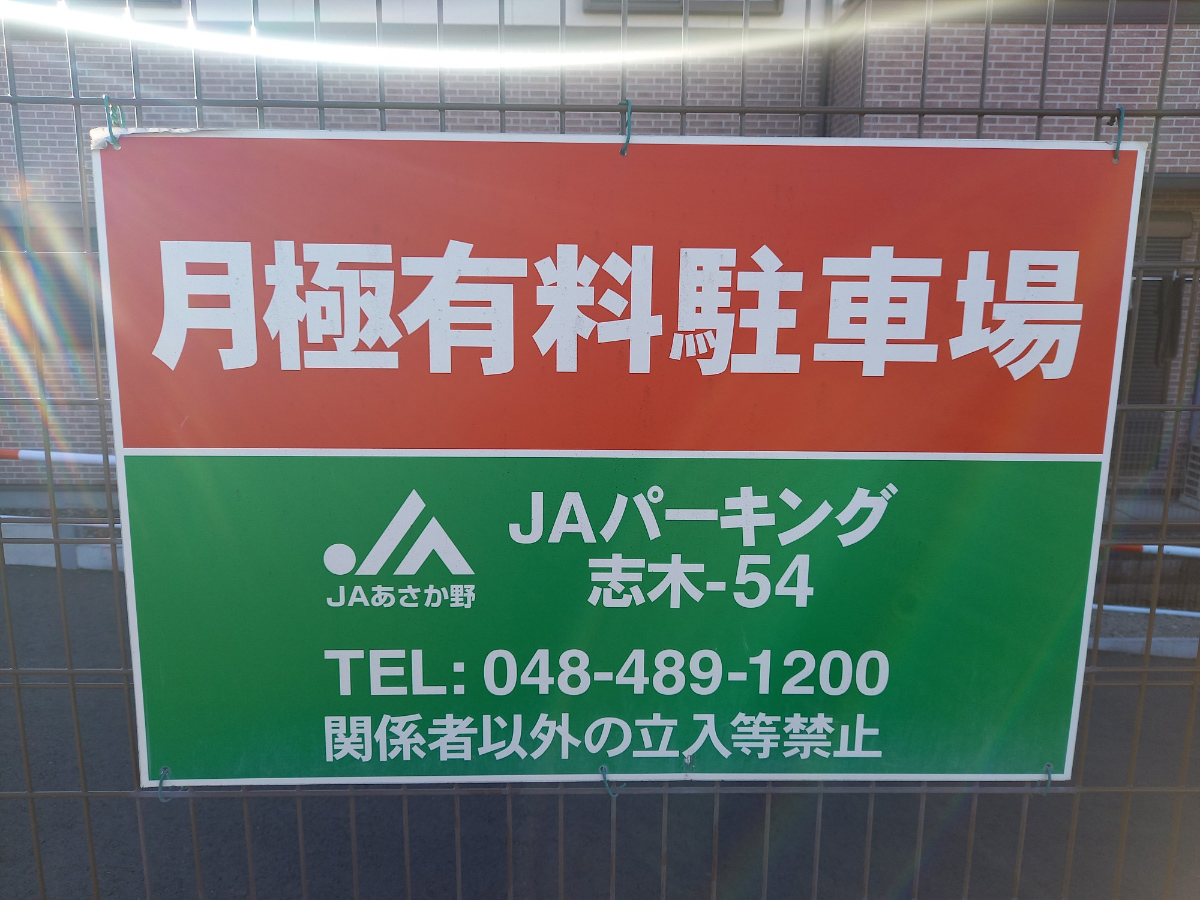 月極有料駐車場
JAパーキング
志木-54
JAあさか野
TEL: 048-489-1200
関係者以外の立入等禁止